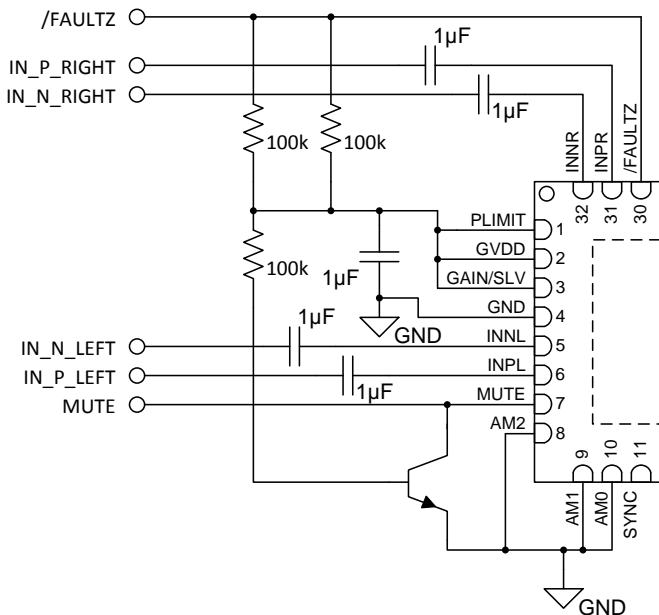 /FAULTZ
1µF
IN_P_RIGHT
IN_N_RIGHT
1µF
100k
100k
INNR
INPR
/FAULTZ
32
31
30
PLIMIT
1
GVDD
2
100k
1µF
GAIN/SLV
3
GND
4
GND
1µF
INNL
5
IN_N_LEFT
INPL
6
IN_P_LEFT
1µF
MUTE
MUTE
7
AM2
8
9
10
11
AM1
AM0
SYNC
GND